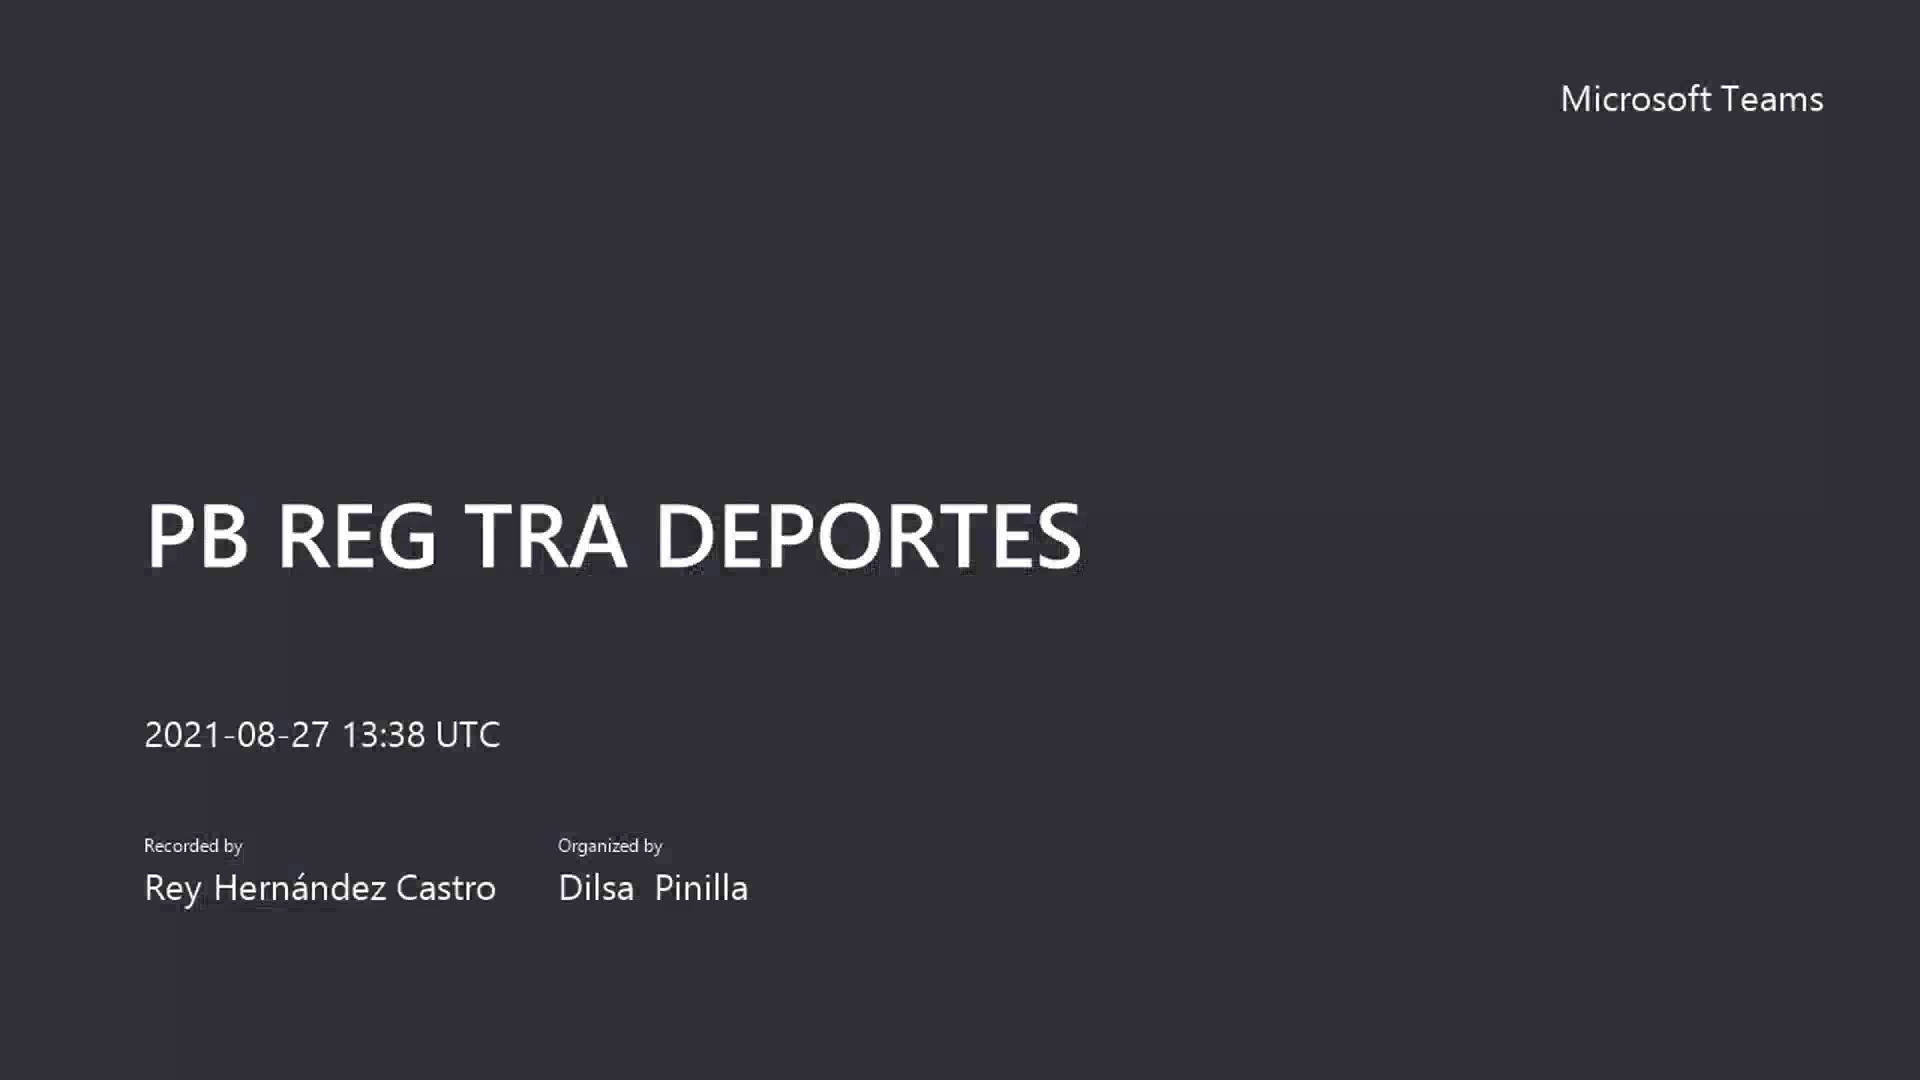 Microsoft Teams
PB REG TRA DEPORTES
2021-08-27 13:38 UTC
Recorded by
Rey Hernández Castro
Organized by
Dilsa  Pinilla